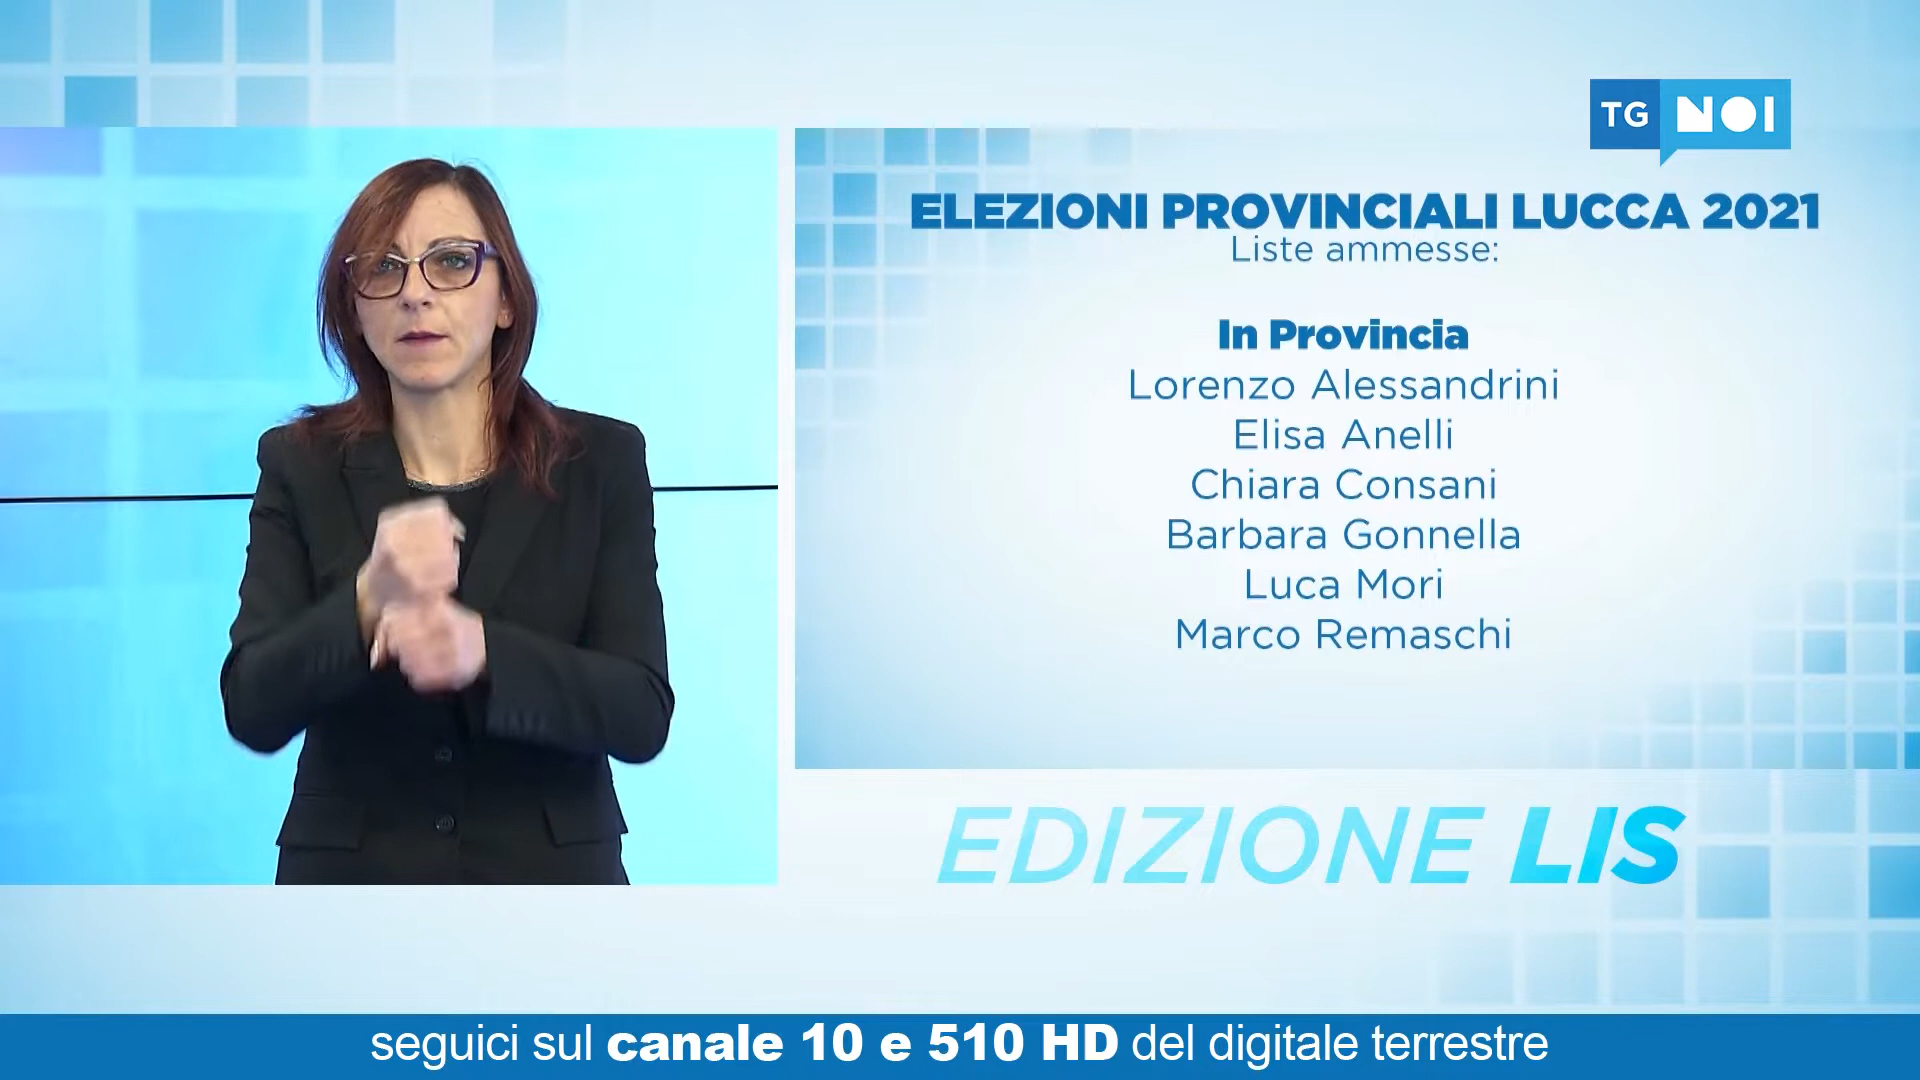 TG NOI
ELEZIONI PROVINCIALI LUCCA 2021
Liste ammesse:
In Provincia
Lorenzo Alessandrini
Elisa Anelli
Chiara Consani
Barbara Gonnella
Luca Mori
Marco Remaschi
EDIZIONE LIS
seguici sul canale 10 e 510 HD del digitale terrestre